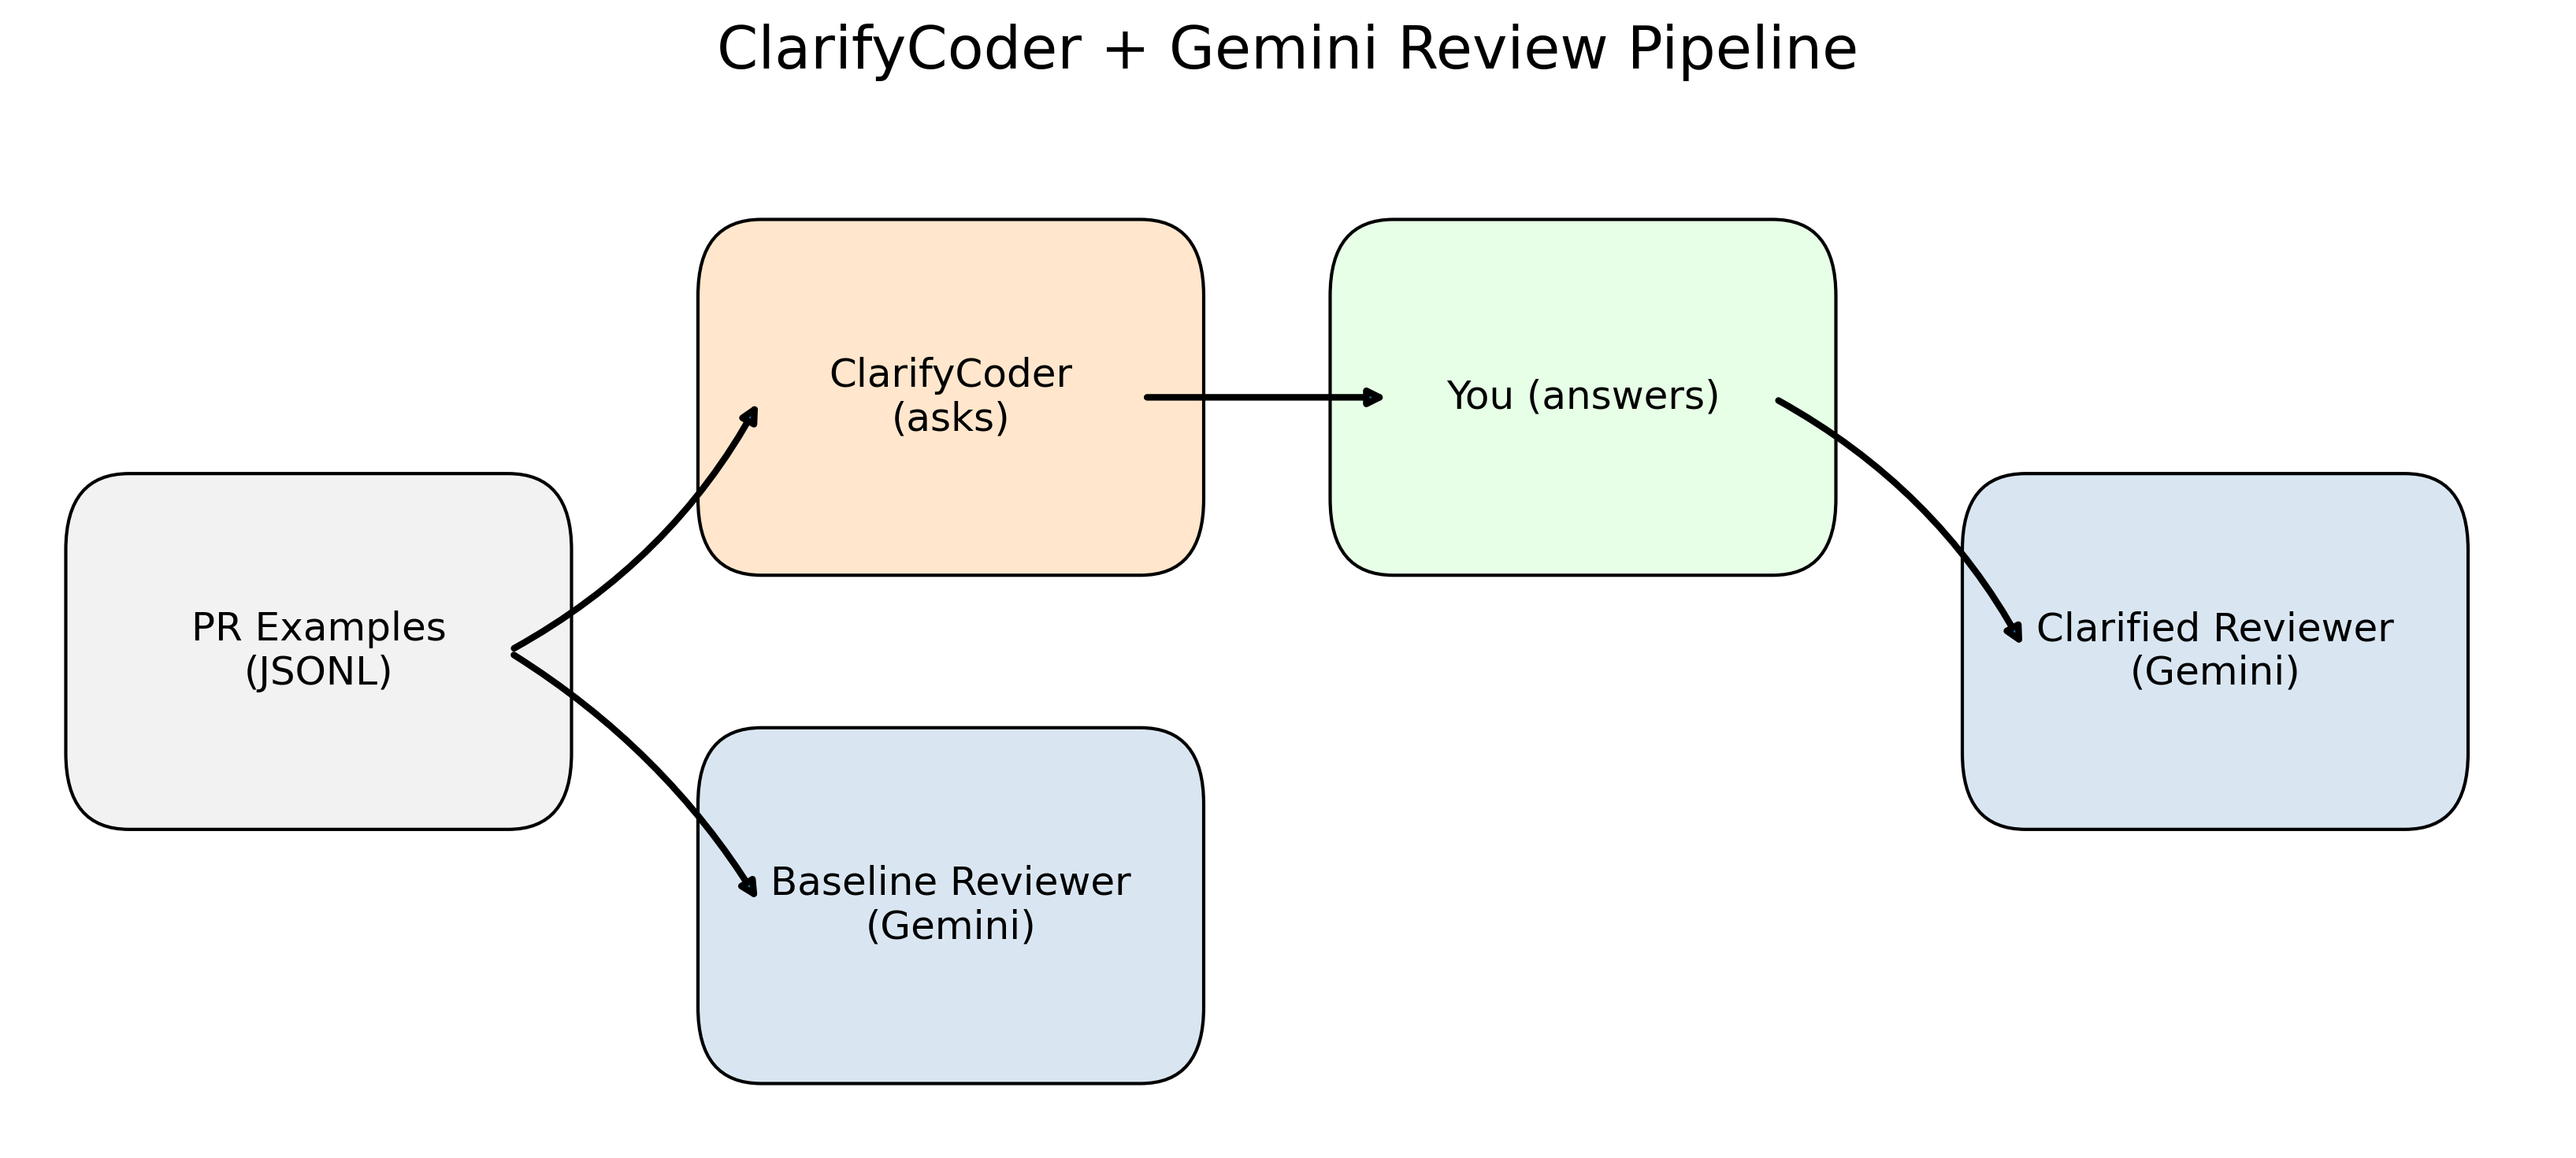 ClarifyCoder + Gemini Review Pipeline
ClarifyCoder
(asks)
You (answers)
PR Examples
(JSONL)
Clarified Reviewer
(Gemini)
Baseline Reviewer
(Gemini)